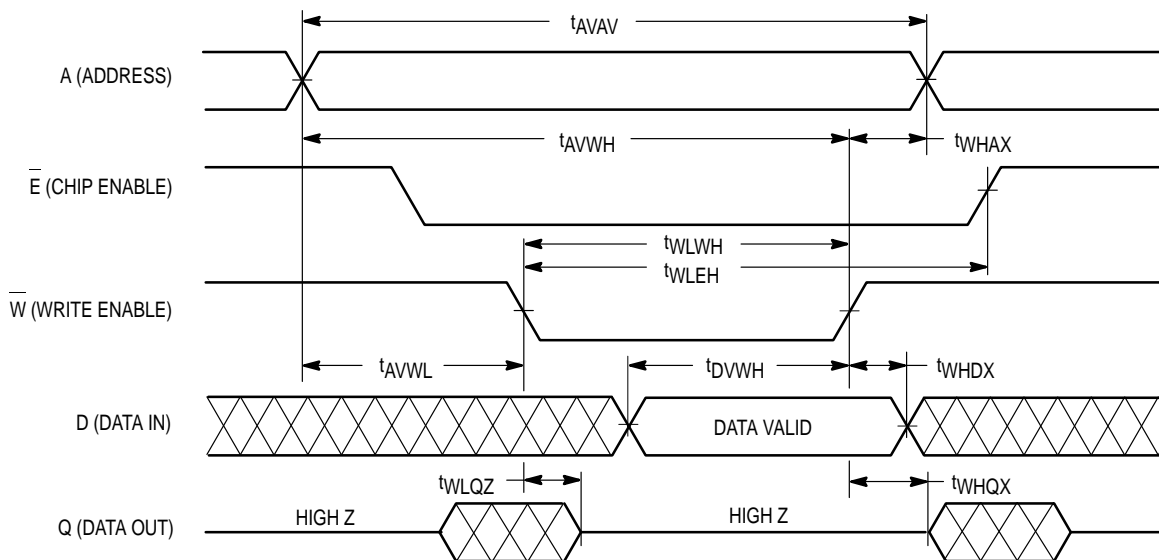 tAVAV
A (ADDRESS)
tAVWH
tWHAX
E (CHIP ENABLE)
tWLWH
tWLEH
W (WRITE ENABLE)
tAVWL
tDVWH
tWHDX
D (DATA IN)
DATA VALID
tWLQZ
tWHQX
Q (DATA OUT)
HIGH Z
HIGH Z